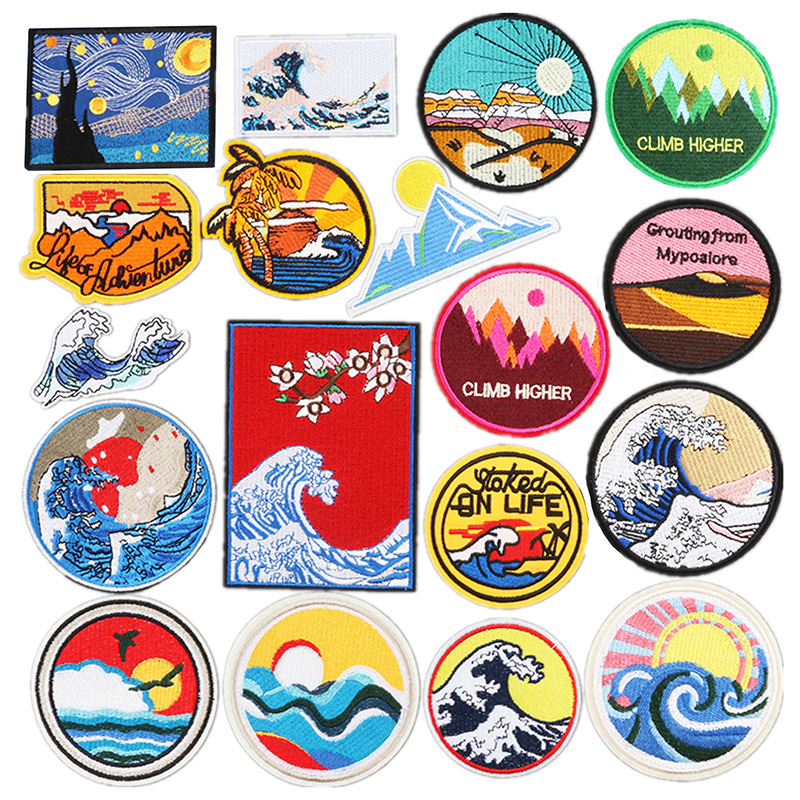 CLIMB HIGHER
Life OF
Adventure
Grouting from
Mypoalore
CLIMB HIGHER
Stoked
ON LIFE